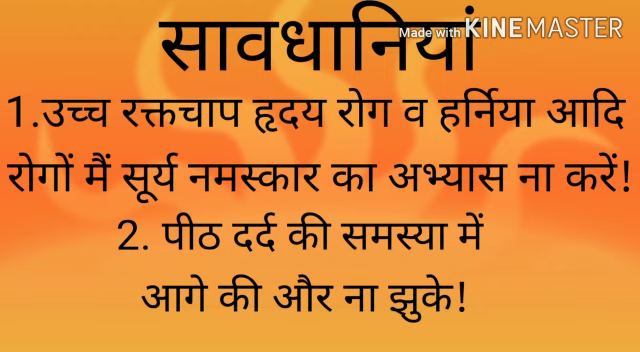 सावधानियां
Made with KINEMASTER
1.उच्च रक्तचाप हृदय रोग व हर्निया आदि
रोगों मैं सूर्य नमस्कार का अभ्यास ना करें!
2. पीठ दर्द की समस्या में
आगे की और ना झुके!